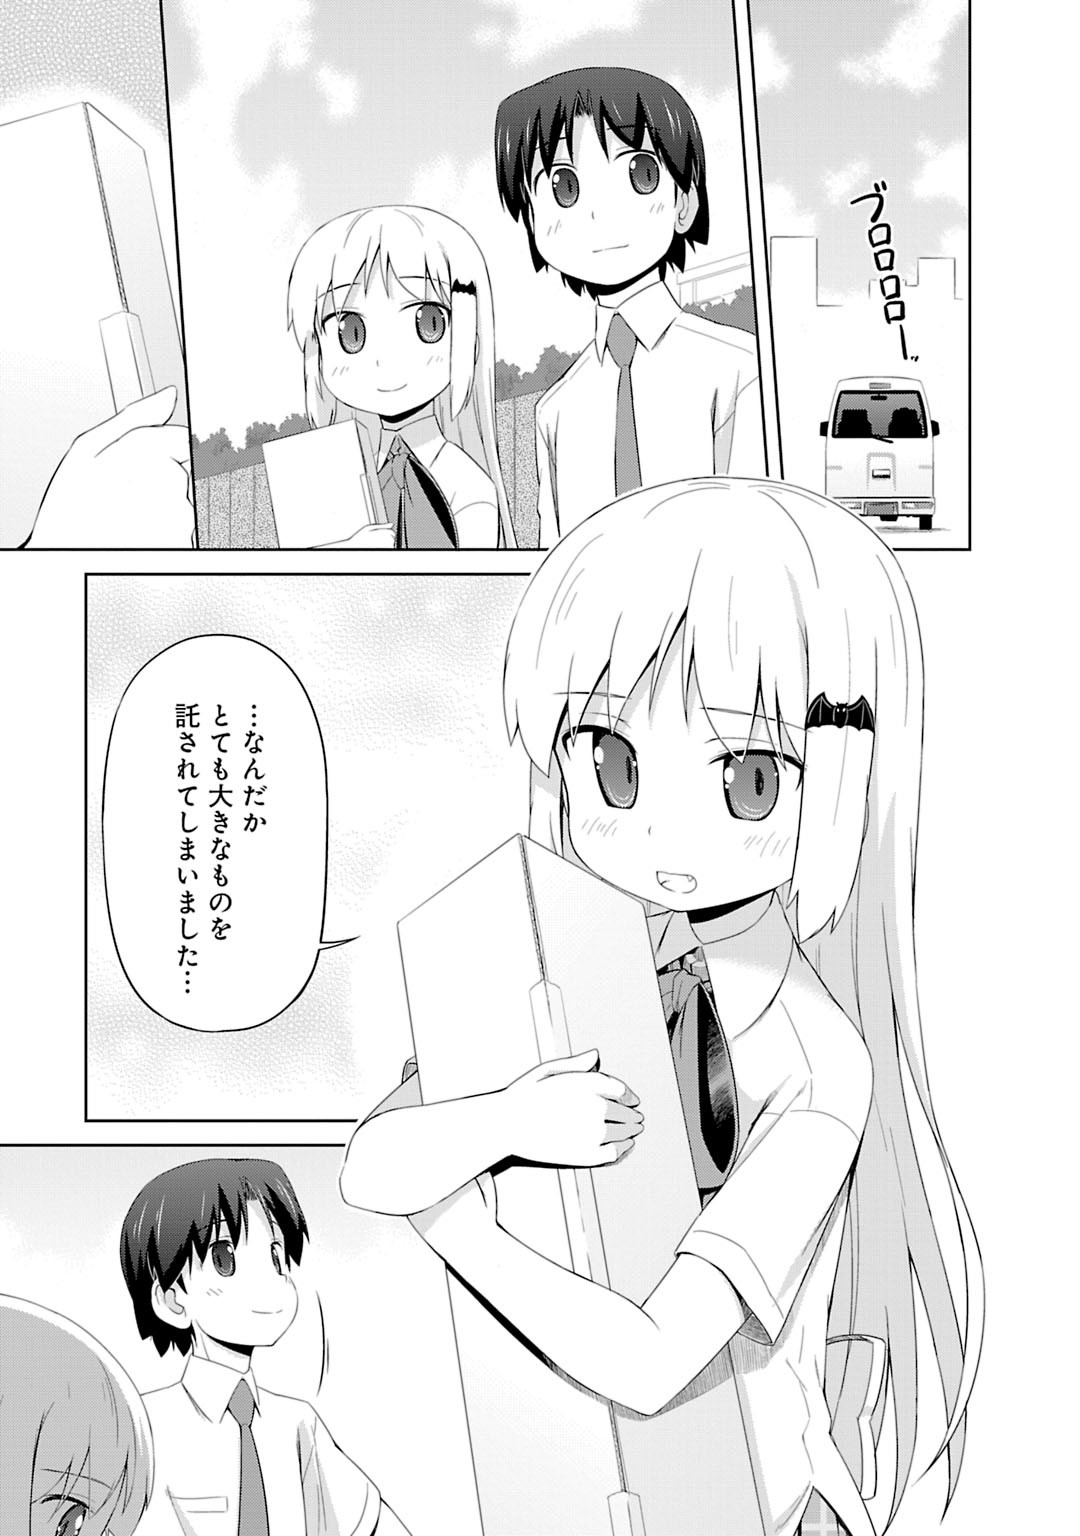 ブロロロロー
…なんだか
とても大きなものを
託されてしまいました…